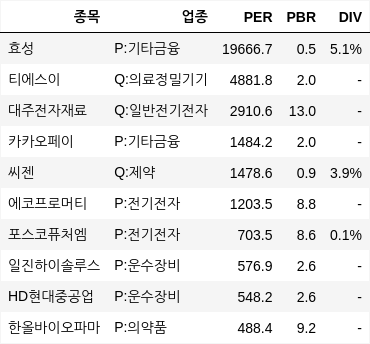 종목 업종 PER PBR DIV
효성 P:기타금융 19666.7 0.5 5.1%
티에스이 Q:의료정밀기기 4881.8 2.0 -
대주전자재료 Q:일반전기전자 2910.6 13.0 -
카카오페이 P:기타금융 1484.2 2.0 -
씨젠 Q:제약 1478.6 0.9 3.9%
에코프로머티 P:전기전자 1203.5 8.8 -
포스코퓨처엠 P:전기전자 703.5 8.6 0.1%
일진하이솔루스 P:운수장비 576.9 2.6 -
HD현대중공업 P:운수장비 548.2 2.6 -
한올바이오파마 P:의약품 488.4 9.2 -